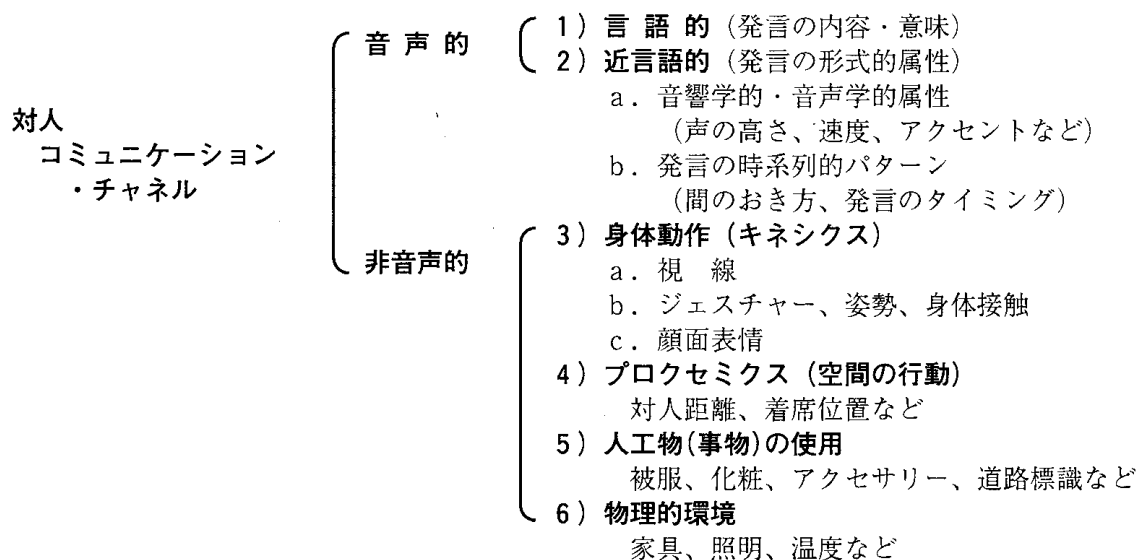 対人
コミュニケーション
・チャネル
音声的
1）言語的（発言の内容・意味）
2）近言語的（発言の形式的属性）
a．音響学的・音声学的属性
（声の高さ、速度、アクセントなど）
b．発言の時系列的パターン
（間のおき方、発言のタイミング）
非音声的
3）身体動作（キネシクス）
a．視　線
b．ジェスチャー、姿勢、身体接触
c．顔面表情
4）プロクセミクス（空間の行動）
対人距離、着席位置など
5）人工物(事物)の使用
被服、化粧、アクセサリー、道路標識など
6）物理的環境
家具、照明、温度など